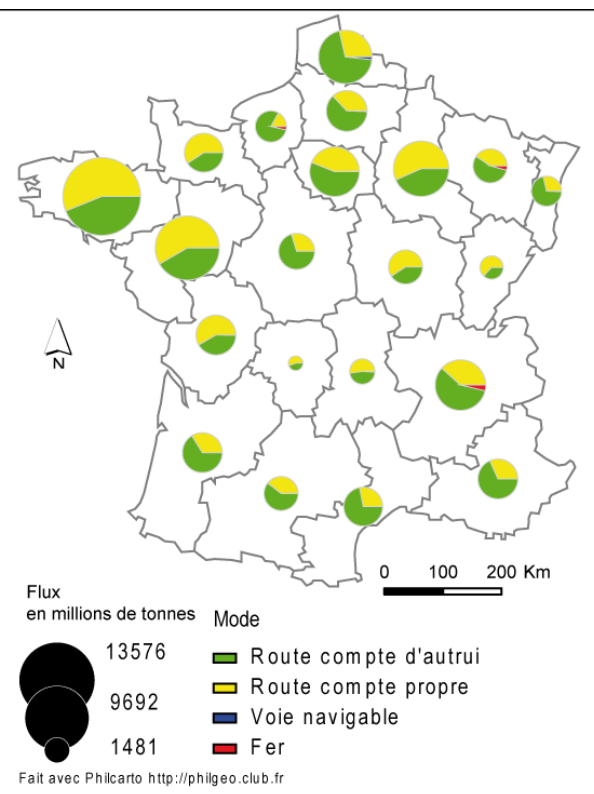 N
0 100 200 Km
Flux
en millions de tonnes
13576
9692
1481
Mode
Route compte d'autrui
Route compte propre
Voie navigable
Fer
Fait avec Philcarto http://philgeo.club.fr